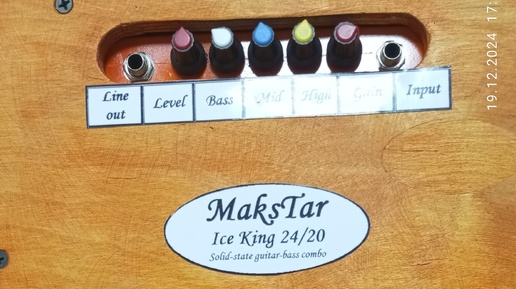 19.12.2024 17:
Line out
Level
Bass
Mid
High
Gain
Input
MaksTar
Ice King 24/20
Solid-state guitar-bass combo